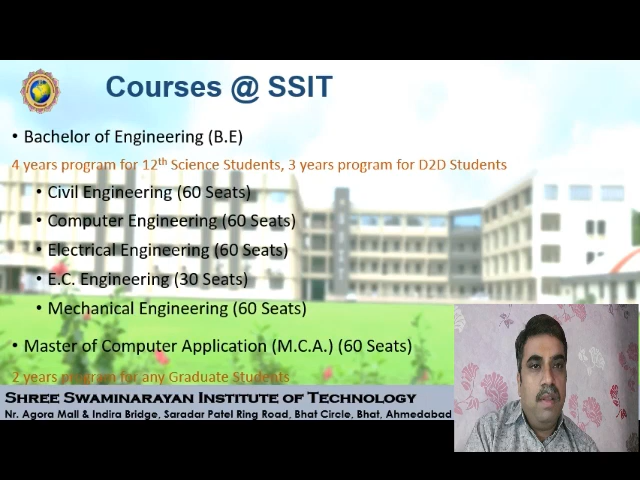 Courses @ SSIT
• Bachelor of Engineering (B.E)
4 years program for 12th Science Students, 3 years program for D2D Students
• Civil Engineering (60 Seats)
• Computer Engineering (60 Seats)
• Electrical Engineering (60 Seats)
• E.C. Engineering (30 Seats)
• Mechanical Engineering (60 Seats)
• Master of Computer Application (M.C.A.) (60 Seats)
2 years program for any Graduate Students
SHREE SWAMINARAYAN INSTITUTE OF TECHNOLOGY
Nr. Agora Mall & Indira Bridge, Saradar Patel Ring Road, Bhat Circle, Bhat, Ahmedabad